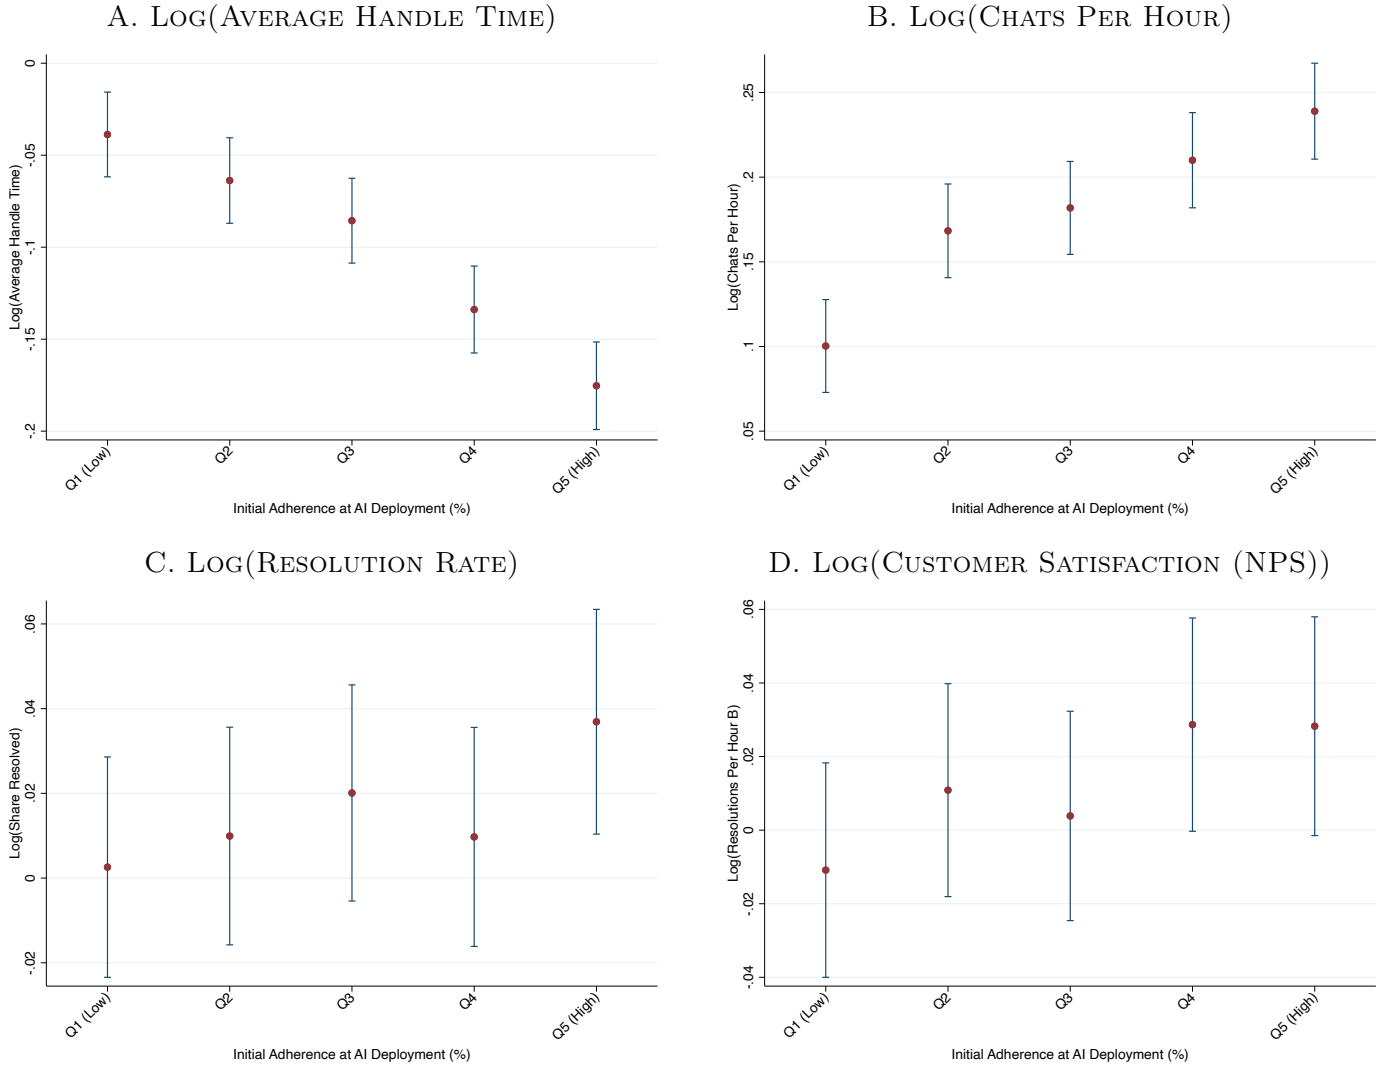 A. Log(Average Handle Time)
0
-.05
-.1
-.15
-.2
Log(Average Handle Time)
Q1 (Low)
Q2
Q3
Q4
Q5 (High)
Initial Adherence at AI Deployment (%)
B. Log(Chats Per Hour)
.25
.2
.15
.1
.05
Log(Chats Per Hour)
Q1 (Low)
Q2
Q3
Q4
Q5 (High)
Initial Adherence at AI Deployment (%)
C. Log(Resolution Rate)
.06
.04
.02
0
-.02
Log(Share Resolved)
Q1 (Low)
Q2
Q3
Q4
Q5 (High)
Initial Adherence at AI Deployment (%)
D. Log(Customer Satisfaction (NPS))
.06
.04
.02
0
-.02
-.04
Log(Resolutions Per Hour B)
Q1 (Low)
Q2
Q3
Q4
Q5 (High)
Initial Adherence at AI Deployment (%)